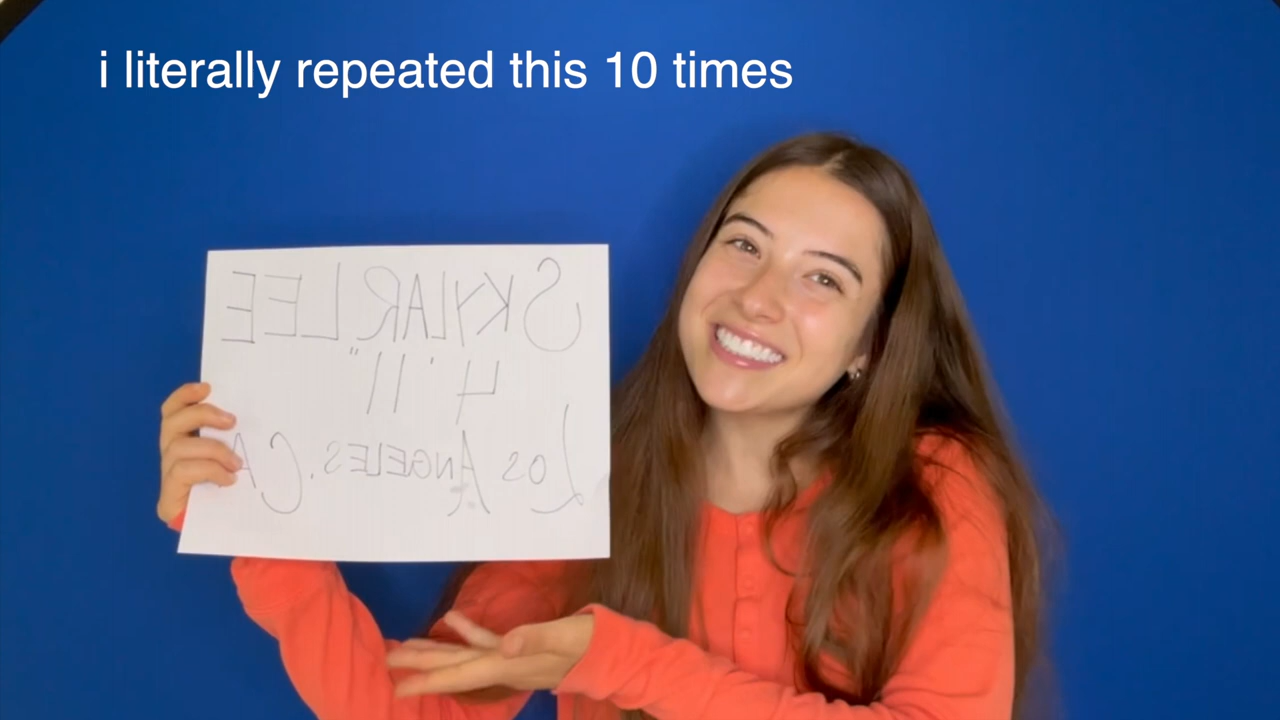 i literally repeated this 10 times
SKYLAR LEE
4'11"
LOS ANGELES, CA